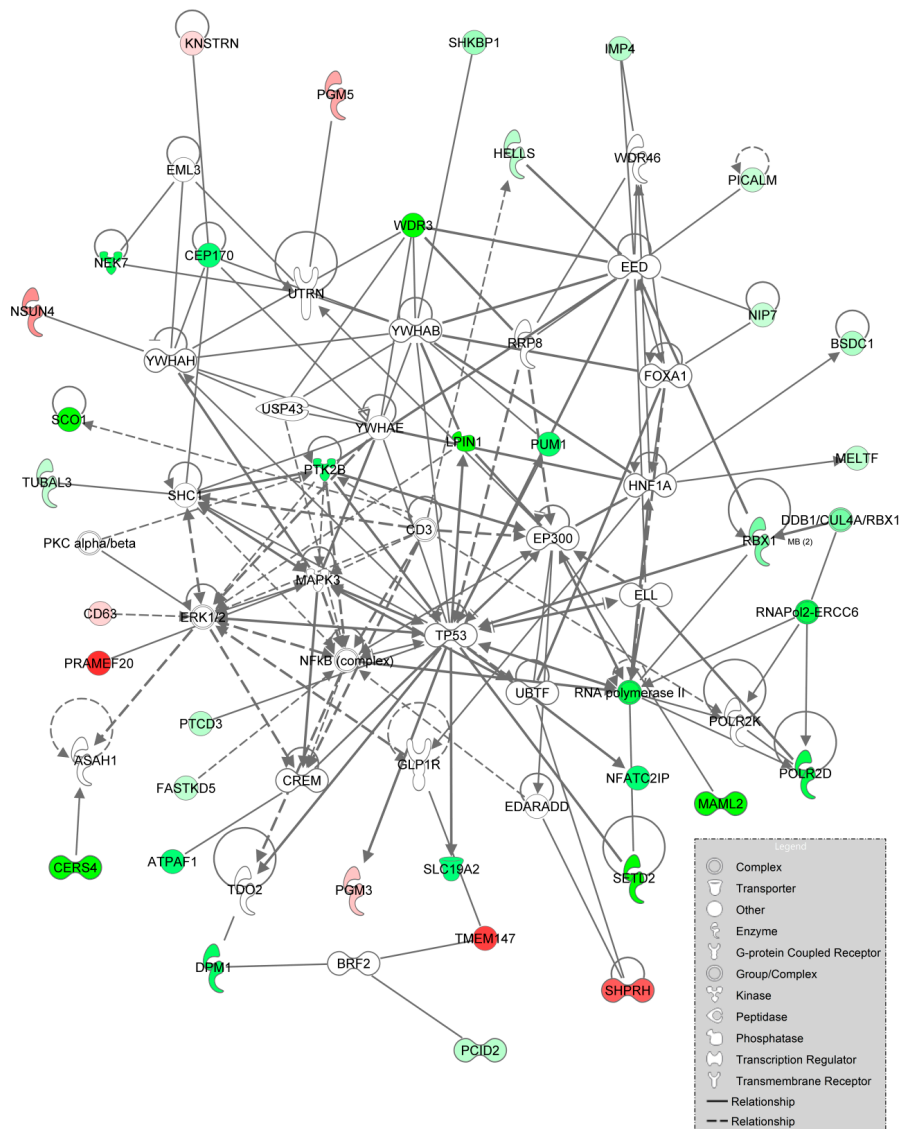 KNSTRN
SHKBP1
IMP4
PGM5
HELLS
WDR46
EML3
PICALM
WDR3
NEK7
CEP170
EED
UTRN
NSUN4
NIP7
YWHAB
RRP8
BSDC1
YWHAH
FOXA1
USP43
SCO1
YWHAE
LPIN1
PUM1
MELTF
PTK2B
HNF1A
TUBAL3
SHC1
DDB1/CUL4A/RBX1
CD3
PKC alpha/beta
EP300
RBX1
MB (2)
MAPK3
ELL
CD63
ERK1/2
RNAPol2-ERCC6
TP53
PRAMEF20
NFkB (complex)
UBTF
RNA polymerase II
PTCD3
POLR2K
ASAH1
GLP1R
POLR2D
FASTKD5
CREM
NFATC2IP
EDARADD
MAML2
CERS4
ATPAF1
SLC19A2
SETD2
TDO2
PGM3
TMEM147
DPM1
BRF2
SHPRH
PCID2
Legend
Complex
Transporter
Other
Enzyme
G-protein Coupled Receptor
Group/Complex
Kinase
Peptidase
Phosphatase
Transcription Regulator
Transmembrane Receptor
Relationship
Relationship